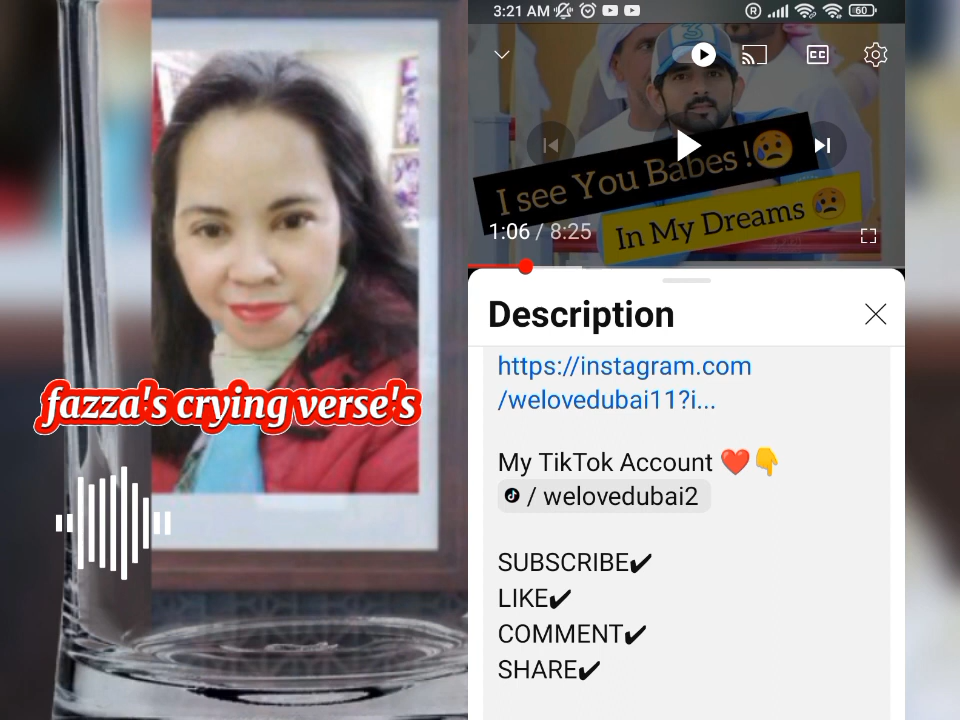 fazza's crying verse's
3:21 AM
R
60
CC
I see You Babes !😥
In My Dreams 😥
1:06 / 8:25
Description
https://instagram.com
/welovedubai11?i...
My TikTok Account ❤️👇
/ welovedubai2
SUBSCRIBE✔
LIKE✔
COMMENT✔
SHARE✔